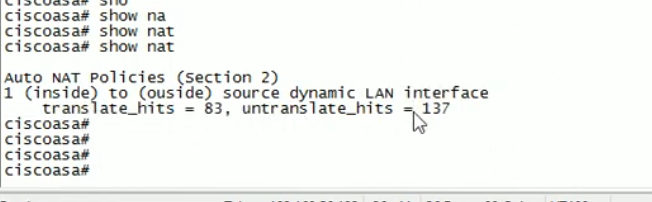 ciscoasa# sho
ciscoasa# show na
ciscoasa# show nat
ciscoasa# show nat
Auto NAT Policies (Section 2)
1 (inside) to (ouside) source dynamic LAN interface
translate_hits = 83, untranslate_hits = 137
ciscoasa#
ciscoasa#
ciscoasa#
ciscoasa#